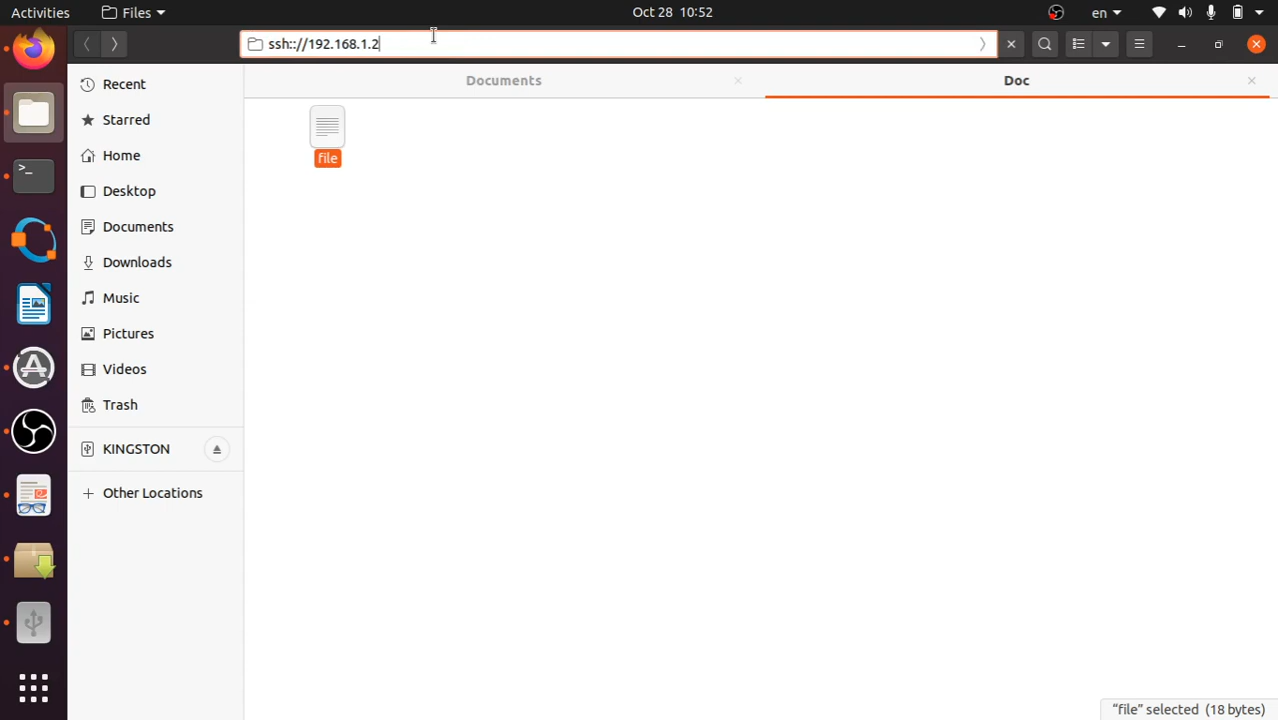 Activities Files Oct 28 10:52 en
ssh:://192.168.1.2
Documents Doc
Recent
Starred
Home
Desktop
Documents
Downloads
Music
Pictures
Videos
Trash
KINGSTON
+ Other Locations
file
"file" selected (18 bytes)